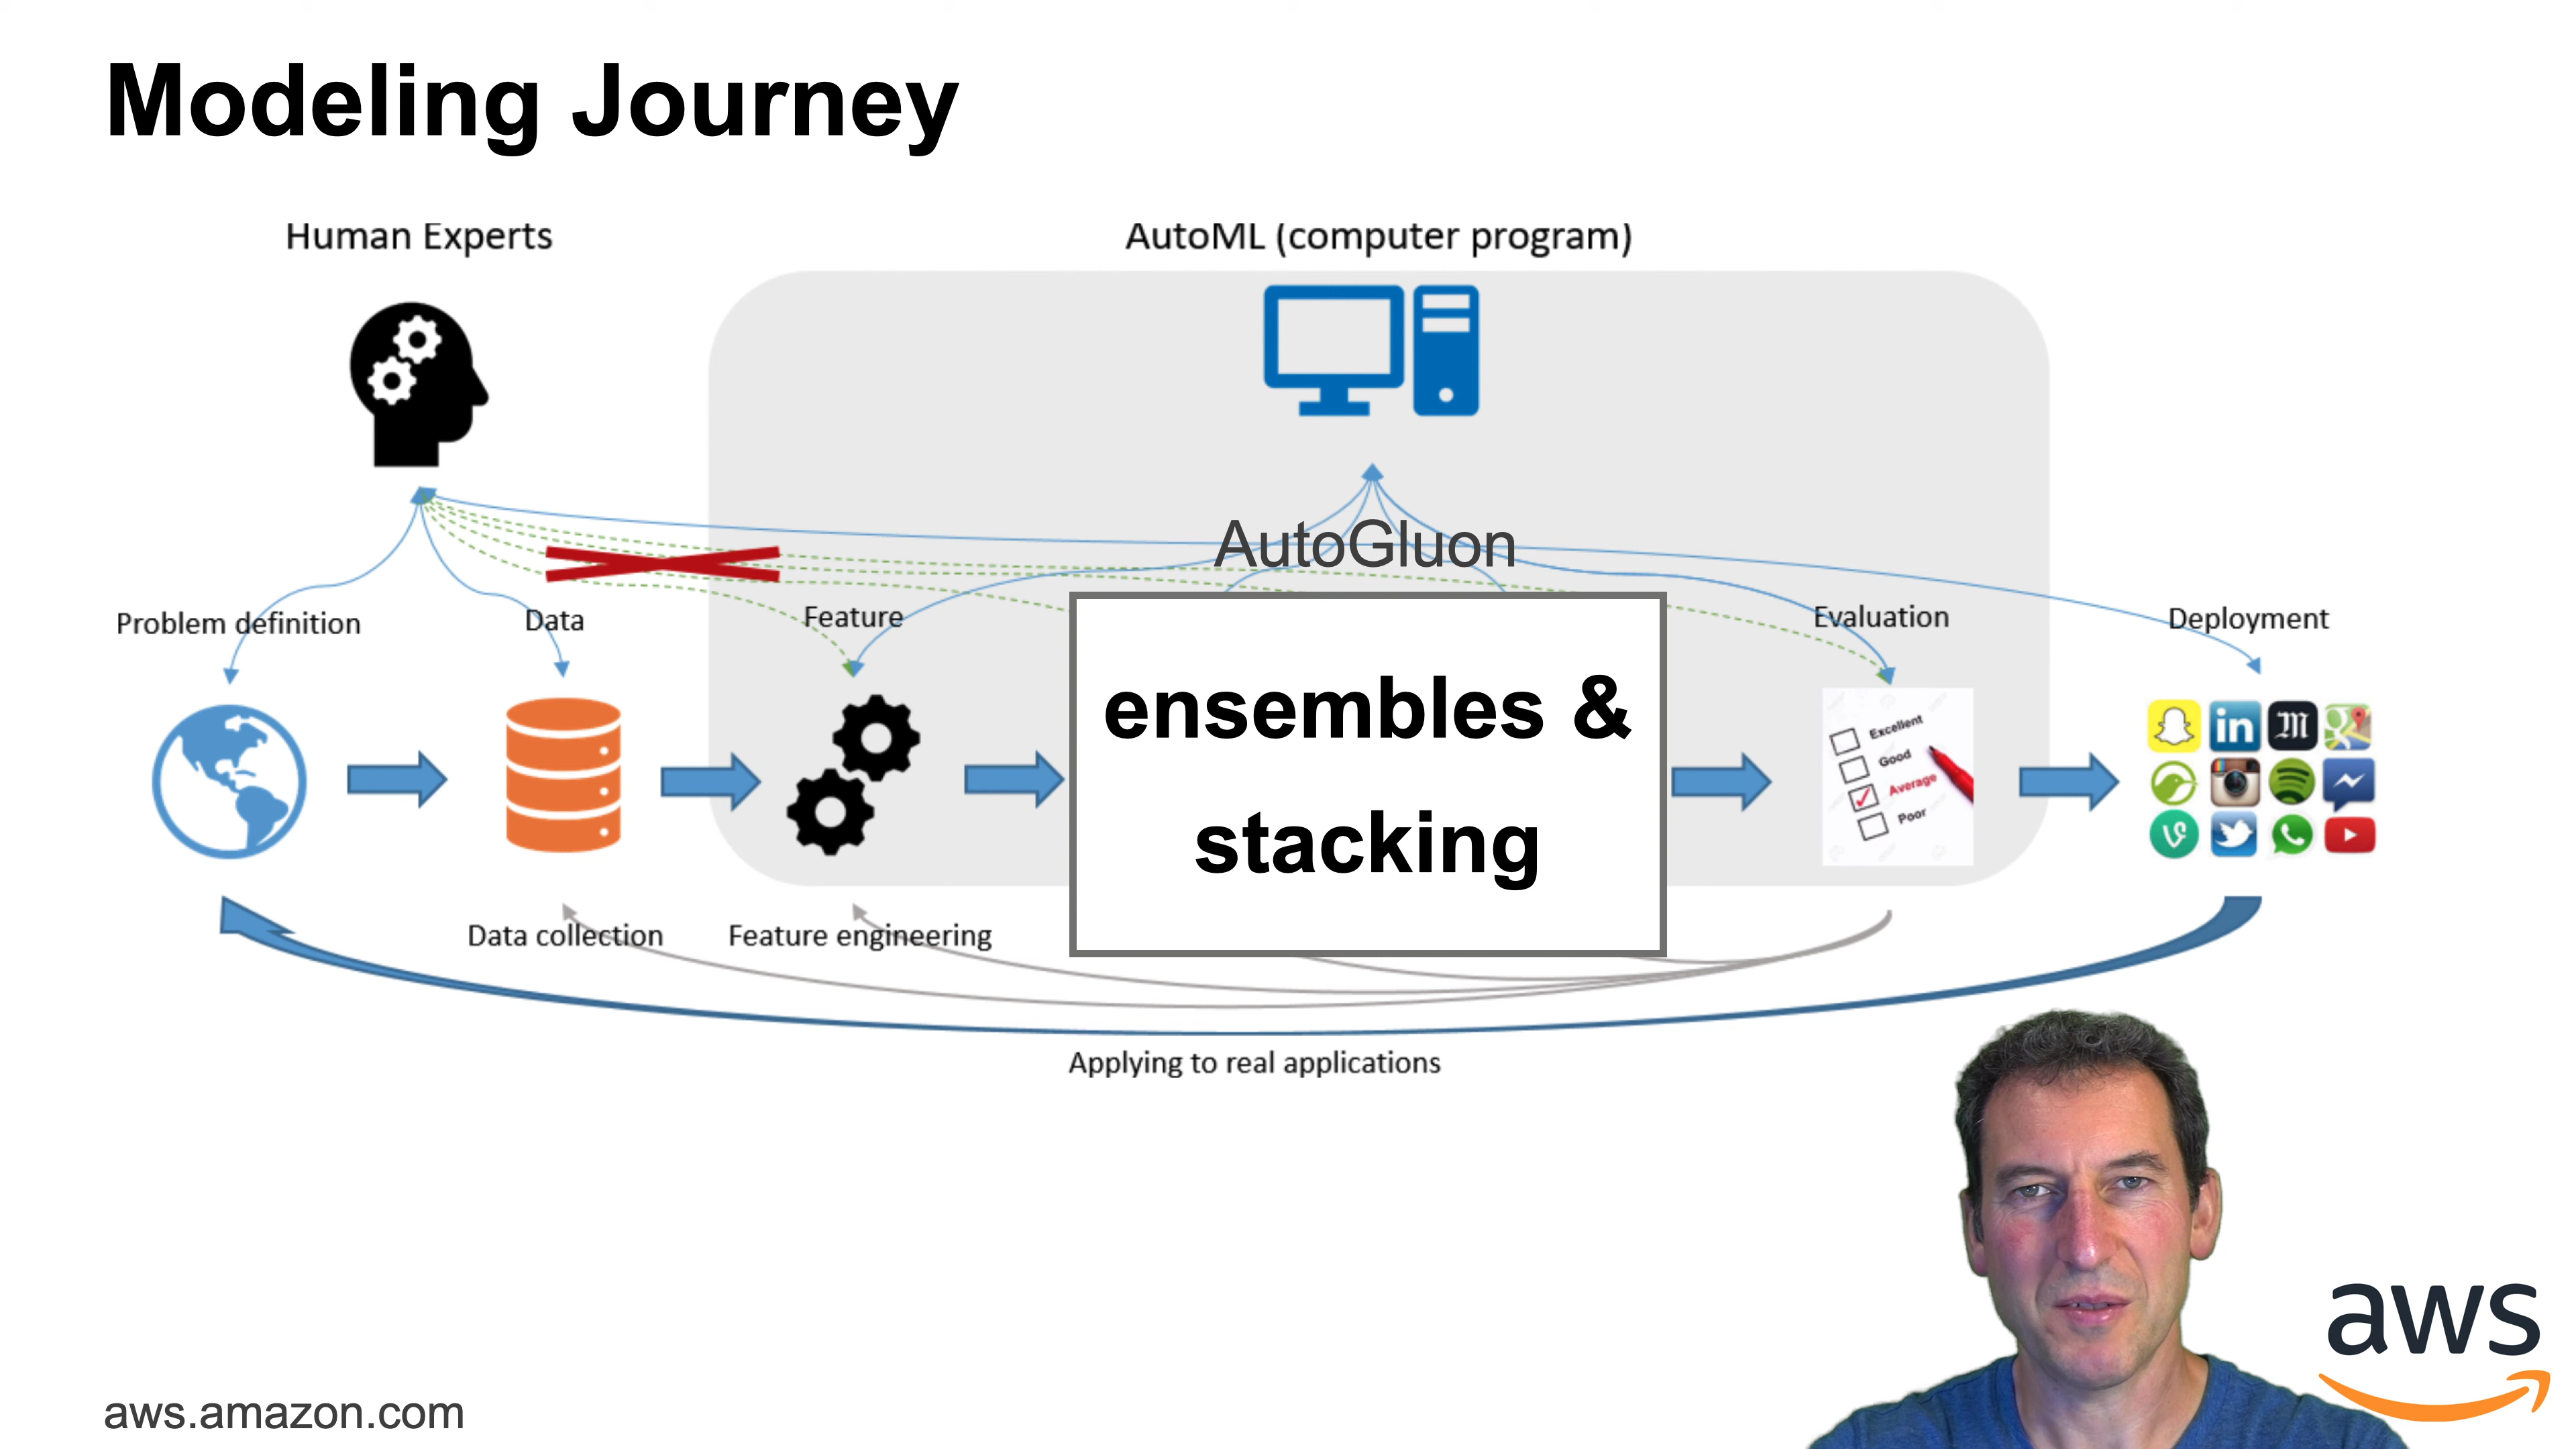 Modeling Journey
Human Experts
AutoML (computer program)
AutoGluon
Problem definition
Data
Feature
Evaluation
Deployment
ensembles &
stacking
Excellent
Good
Average
Poor
in
M
Data collection
Feature engineering
Applying to real applications
aws
aws.amazon.com